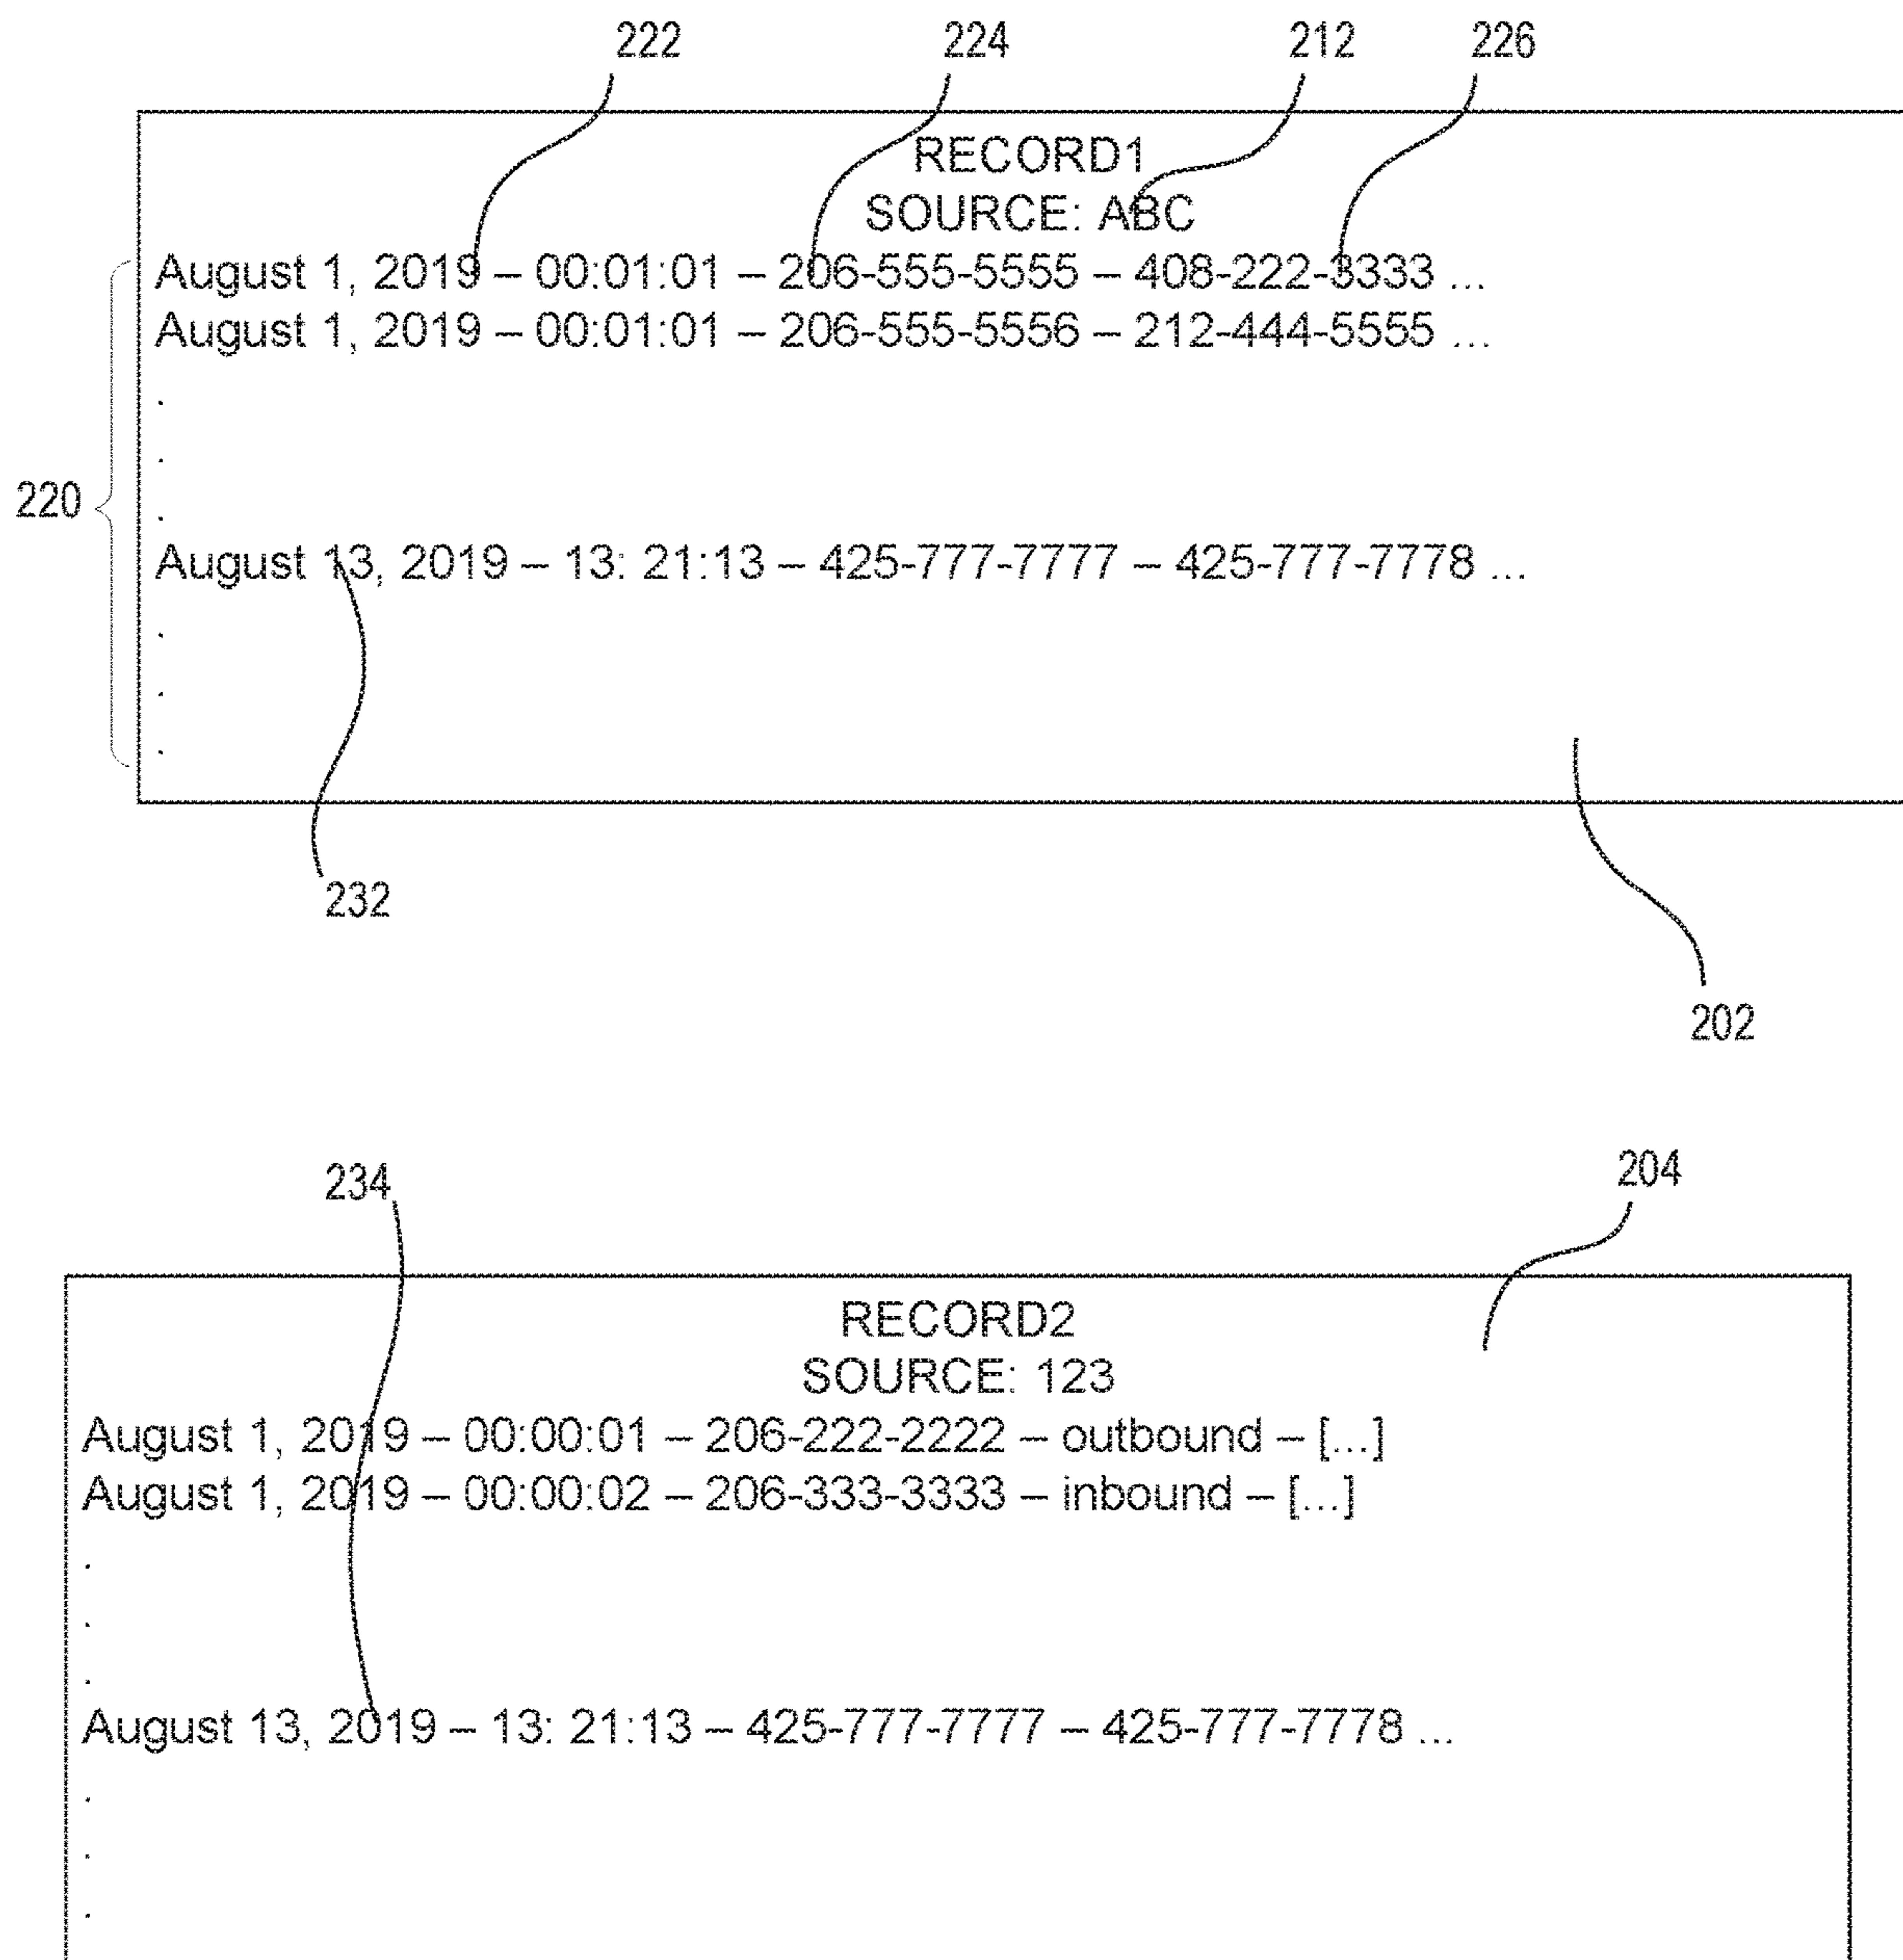 222 224 212 226
RECORD1
SOURCE: ABC
August 1, 2019 – 00:01:01 – 206-555-5555 – 408-222-3333 ...
August 1, 2019 – 00:01:01 – 206-555-5556 – 212-444-5555 ...
.
.
220
.
August 13, 2019 – 13: 21:13 – 425-777-7777 – 425-777-7778 ...
.
.
.
232
202
234 204
RECORD2
SOURCE: 123
August 1, 2019 – 00:00:01 – 206-222-2222 – outbound – [...]
August 1, 2019 – 00:00:02 – 206-333-3333 – inbound – [...]
.
.
.
August 13, 2019 – 13: 21:13 – 425-777-7777 – 425-777-7778 ...
.
.
.